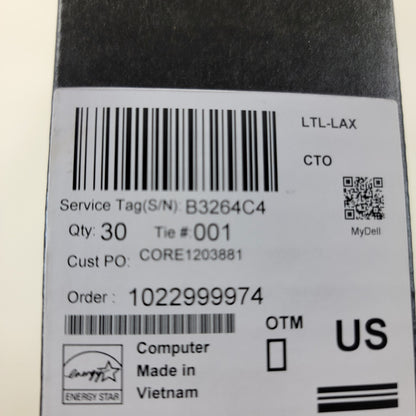 LTL-LAX
CTO
Service Tag(S/N): B3264C4
MyDell
Qty: 30 Tie #: 001
Cust PO: CORE1203881
Order : 1022999974
OTM
US
Computer
Made in
Vietnam
energy
ENERGY STAR